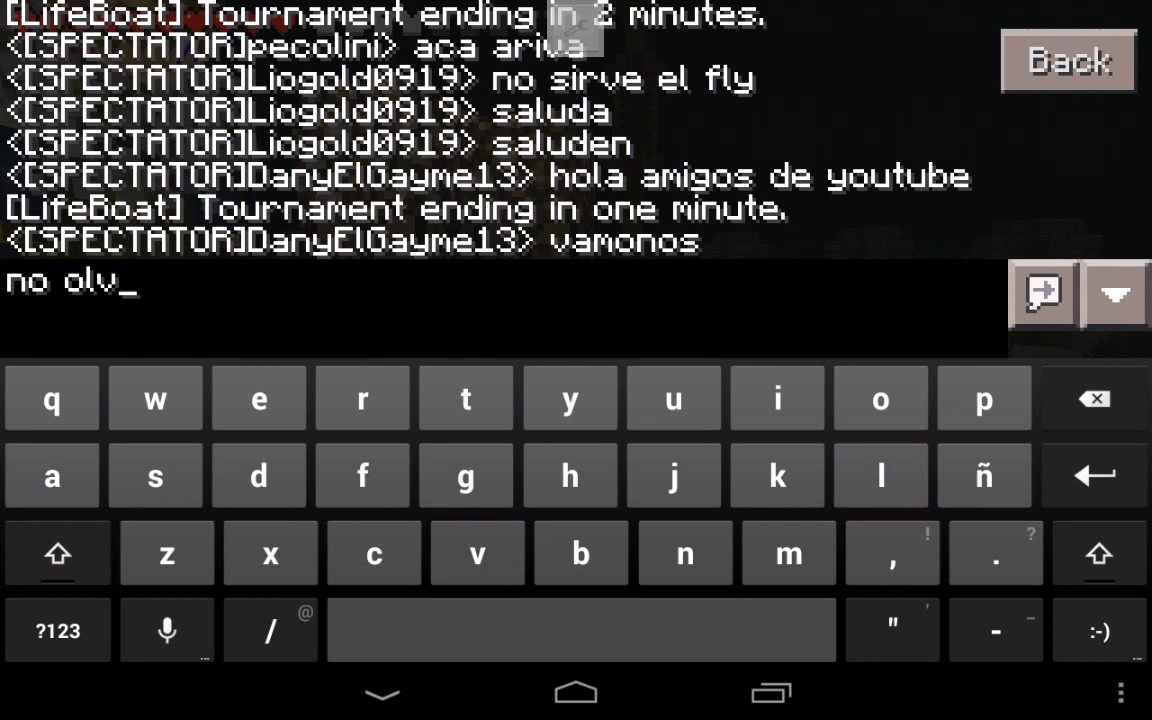 [LifeBoat] Tournament ending in 2 minutes.
<[SPECTATOR]pecolini> aca ariva
<[SPECTATOR]Liogold0919> no sirve el fly
<[SPECTATOR]Liogold0919> saluda
<[SPECTATOR]Liogold0919> saluden
<[SPECTATOR]DanyElGayme13> hola amigos de youtube
[LifeBoat] Tournament ending in one minute.
<[SPECTATOR]DanyElGayme13> vamonos
Back
no olv_
q w e r t y u i o p
a s d f g h j k l ñ
z x c v b n m , ! . ?
?123 / @ " ' - _ :-)